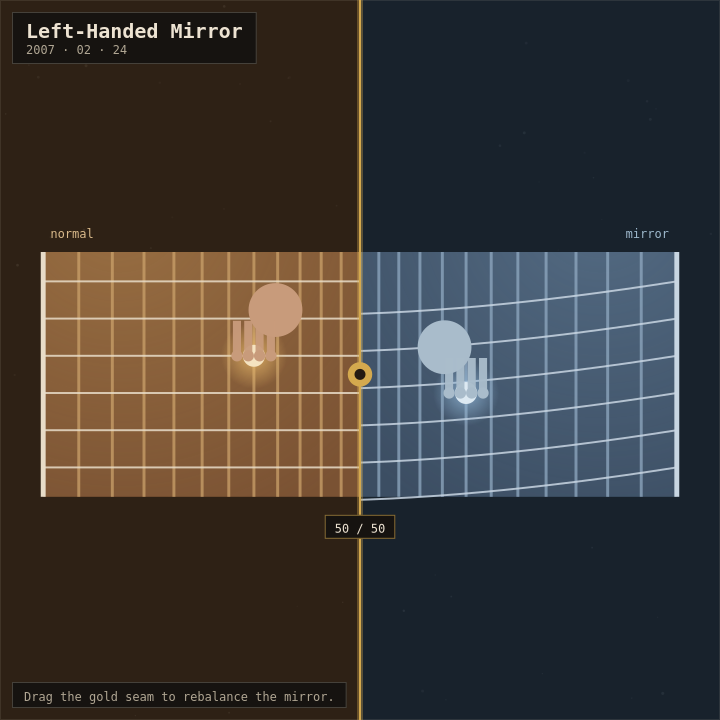 Left-Handed Mirror
2007 · 02 · 24
normal
mirror
50 / 50
Drag the gold seam to rebalance the mirror.